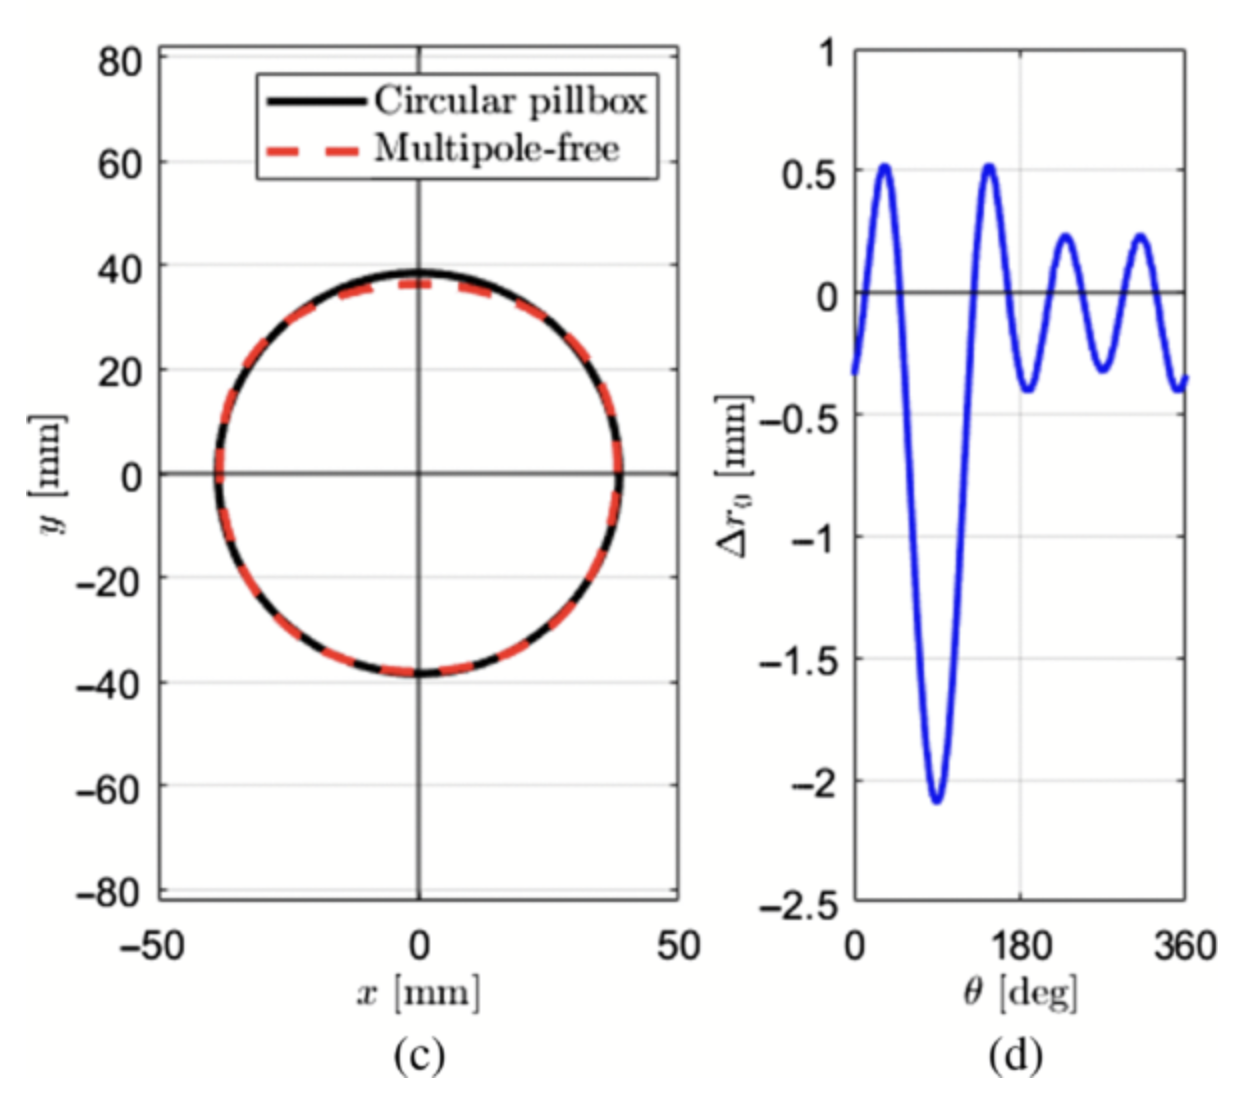 80
60
40
20
0
−20
−40
−60
−80
−50
0
50
x [mm]
y [mm]
Circular pillbox
Multipole-free
(c)
1
0.5
0
−0.5
−1
−1.5
−2
−2.5
0
180
360
θ [deg]
Δr₀ [mm]
(d)